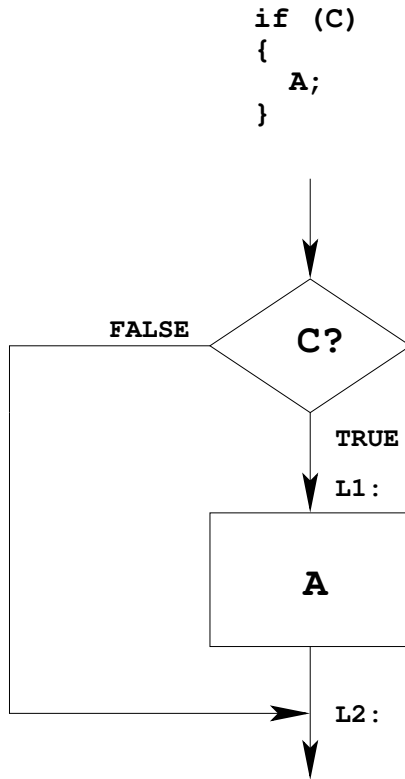 if (C)
{
  A;
}
C?
FALSE
TRUE
L1:
A
L2: